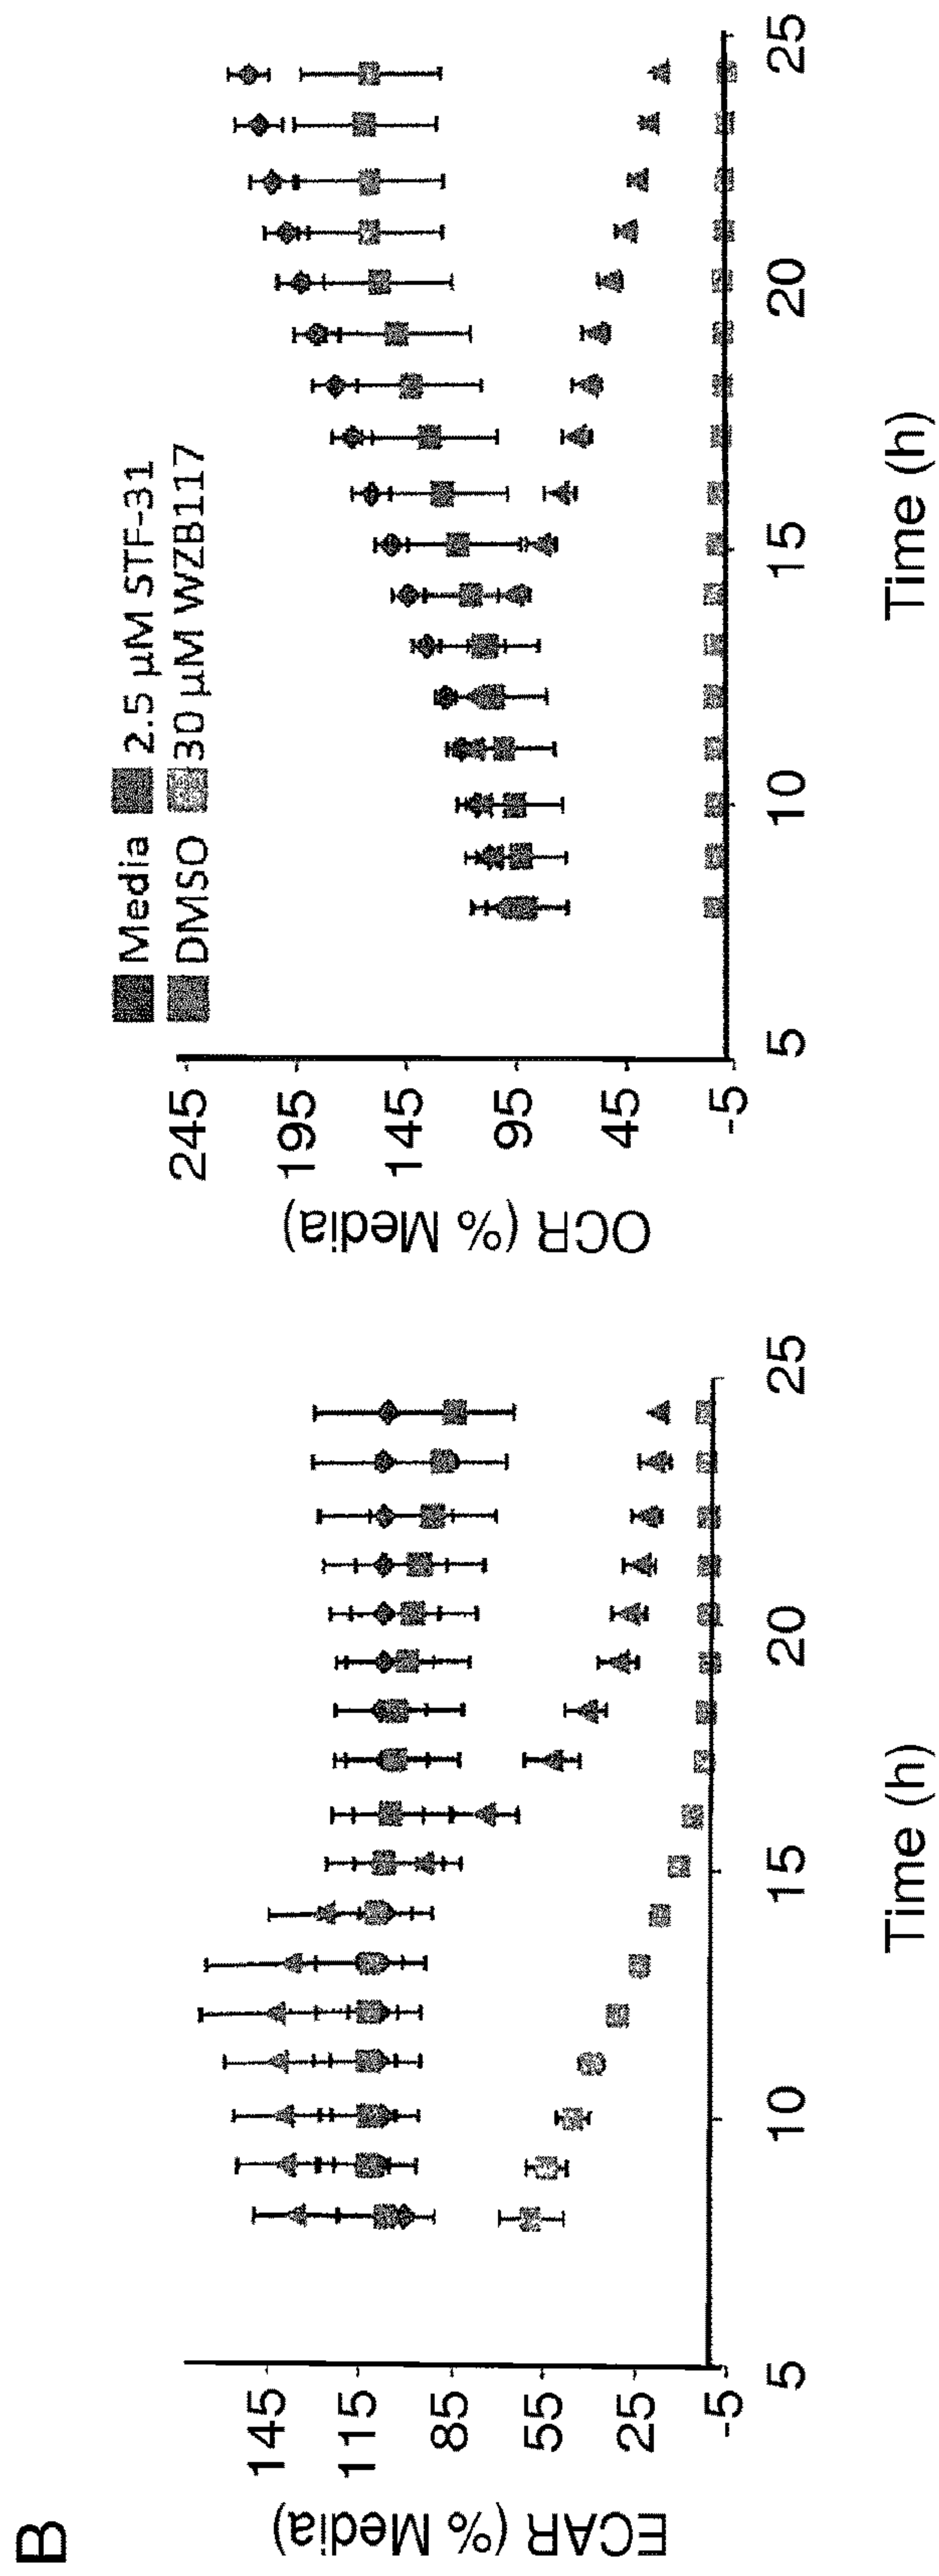 B
ECAR (% Media)
145
115
85
55
25
-5
5
10
15
20
25
Time (h)
Media
2.5 µM STF-31
DMSO
30 µM WZB117
OCR (% Media)
245
195
145
95
45
-5
5
10
15
20
25
Time (h)